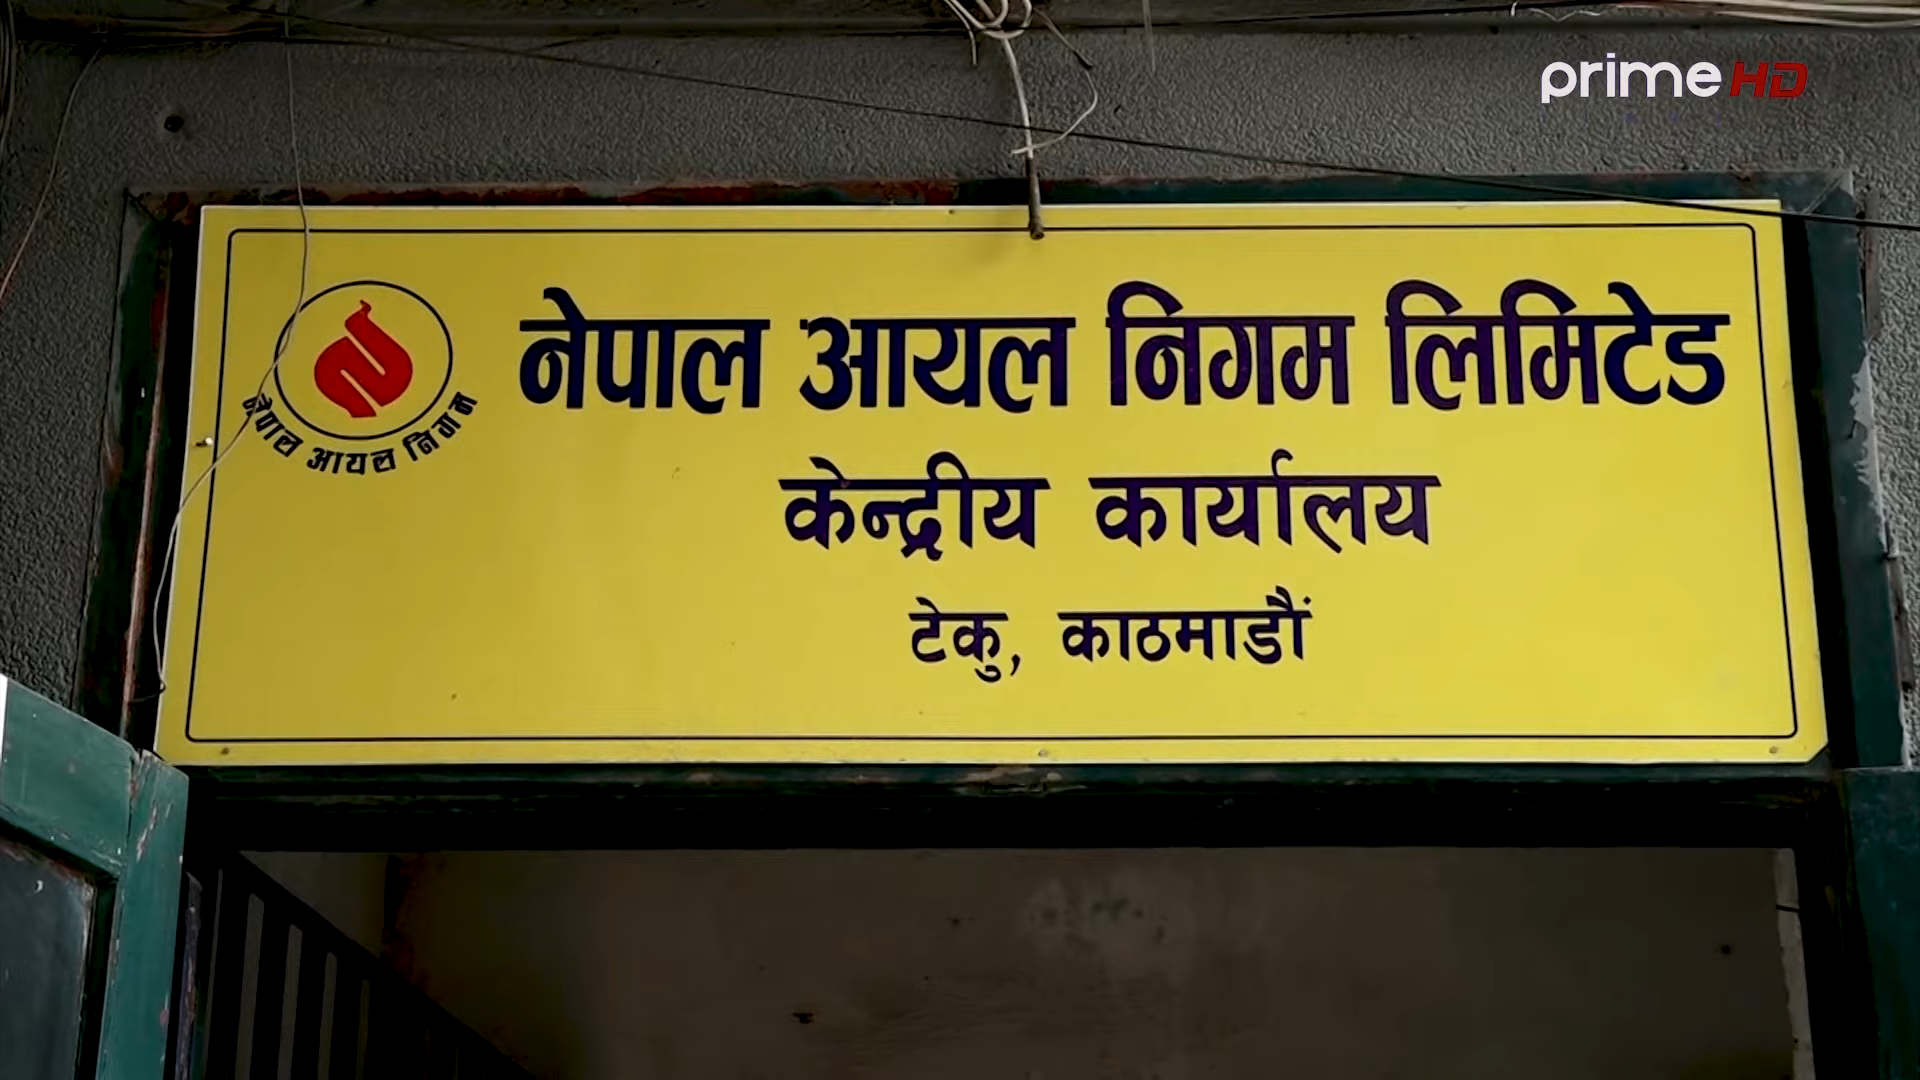 prime HD
नेपाल आयल निगम लिमिटेड
नेपाल आयल निगम
केन्द्रीय कार्यालय
टेकु, काठमाडौं